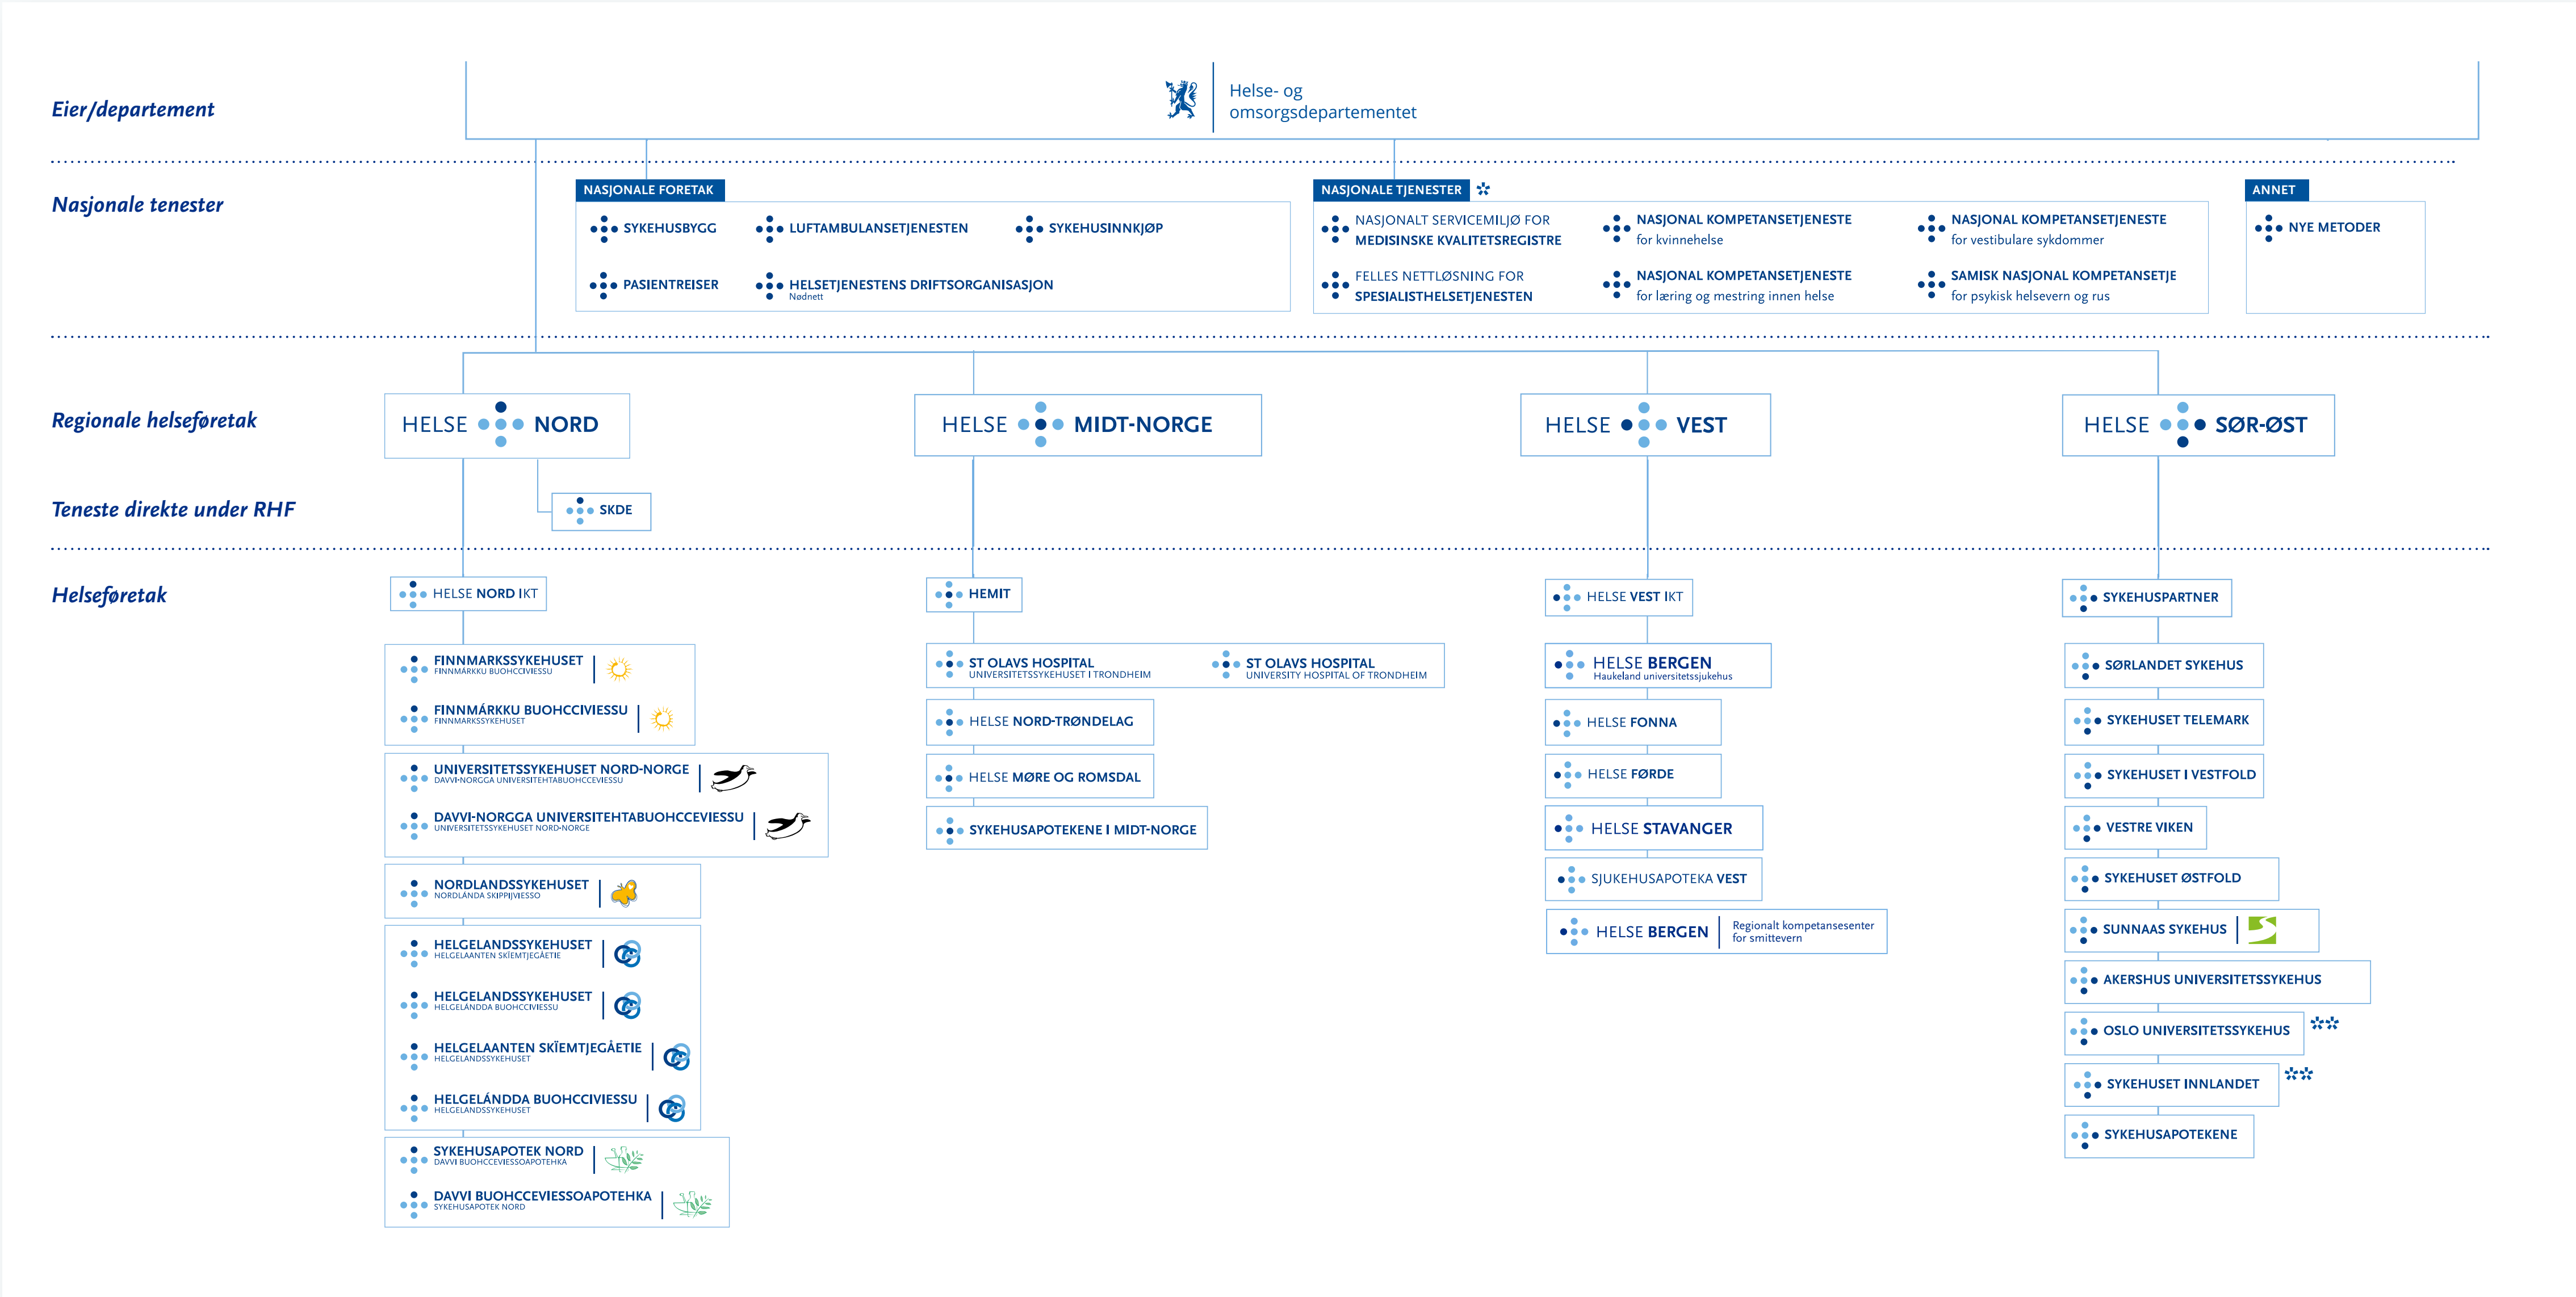 Eier/departement
Helse- og
omsorgsdepartementet
Nasjonale tenester
NASJONALE FORETAK
SYKEHUSBYGG
LUFTAMBULANSETJENESTEN
SYKEHUSINNKJØP
PASIENTREISER
HELSETJENESTENS DRIFTSORGANISASJON
Nødnett
NASJONALE TJENESTER *
NASJONALT SERVICEMILJØ FOR
MEDISINSKE KVALITETSREGISTRE
NASJONAL KOMPETANSETJENESTE
for kvinnehelse
NASJONAL KOMPETANSETJENESTE
for vestibulare sykdommer
FELLES NETTLØSNING FOR
SPESIALISTHELSETJENESTEN
NASJONAL KOMPETANSETJENESTE
for læring og mestring innen helse
SAMISK NASJONAL KOMPETANSETJE
for psykisk helsevern og rus
ANNET
NYE METODER
Regionale helseføretak
HELSE NORD
HELSE MIDT-NORGE
HELSE VEST
HELSE SØR-ØST
Teneste direkte under RHF
SKDE
Helseføretak
HELSE NORD IKT
FINNMARKSSYKEHUSET
FINNMÁRKKU BUOHCCIVIESSU
FINNMÁRKKU BUOHCCIVIESSU
FINNMARKSSYKEHUSET
UNIVERSITETSSYKEHUSET NORD-NORGE
DAVVI-NORGGA UNIVERSITEHTABUOHCCEVIESSU
DAVVI-NORGGA UNIVERSITEHTABUOHCCEVIESSU
UNIVERSITETSSYKEHUSET NORD-NORGE
NORDLANDSSYKEHUSET
NORDLÁNDA SKIPPIJVIESSO
HELGELANDSSYKEHUSET
HELGELAANTEN SKÏEMTJEGÅETIE
HELGELANDSSYKEHUSET
HELGELÁNDDA BUOHCCIVIESSU
HELGELAANTEN SKÏEMTJEGÅETIE
HELGELANDSSYKEHUSET
HELGELÁNDDA BUOHCCIVIESSU
HELGELANDSSYKEHUSET
SYKEHUSAPOTEK NORD
DAVVI BUOHCCEVIESSOAPOTEHKA
DAVVI BUOHCCEVIESSOAPOTEHKA
SYKEHUSAPOTEK NORD
HEMIT
ST OLAVS HOSPITAL
UNIVERSITETSSYKEHUSET I TRONDHEIM
ST OLAVS HOSPITAL
UNIVERSITY HOSPITAL OF TRONDHEIM
HELSE NORD-TRØNDELAG
HELSE MØRE OG ROMSDAL
SYKEHUSAPOTEKENE I MIDT-NORGE
HELSE VEST IKT
HELSE BERGEN
Haukeland universitetssjukehus
HELSE FONNA
HELSE FØRDE
HELSE STAVANGER
SJUKEHUSAPOTEKA VEST
HELSE BERGEN
Regionalt kompetansesenter
for smittevern
SYKEHUSPARTNER
SØRLANDET SYKEHUS
SYKEHUSET TELEMARK
SYKEHUSET I VESTFOLD
VESTRE VIKEN
SYKEHUSET ØSTFOLD
SUNNAAS SYKEHUS
AKERSHUS UNIVERSITETSSYKEHUS
OSLO UNIVERSITETSSYKEHUS **
SYKEHUSET INNLANDET **
SYKEHUSAPOTEKENE